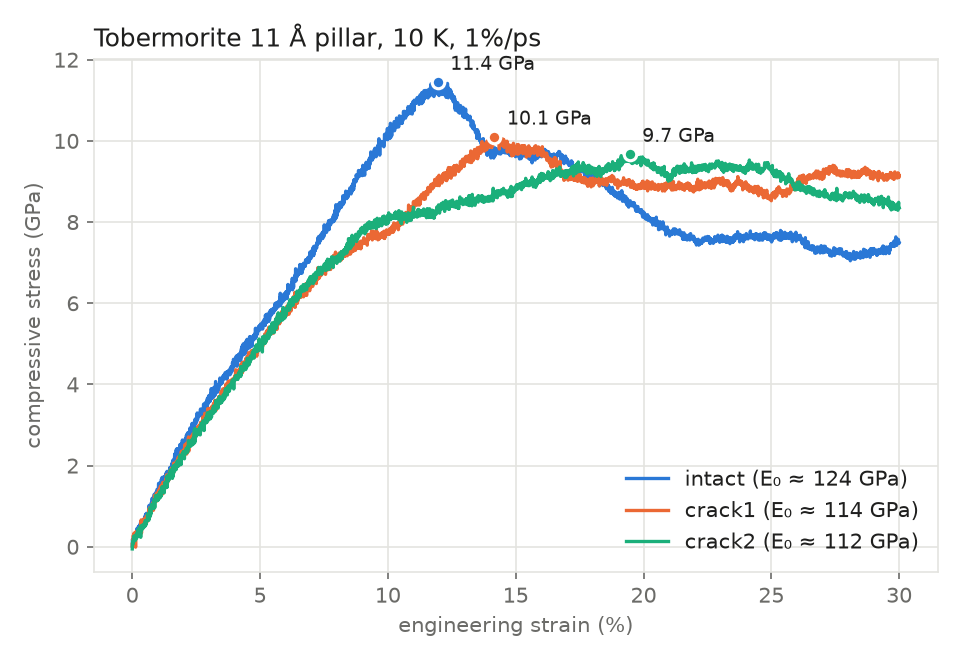 Tobermorite 11 Å pillar, 10 K, 1%/ps
11.4 GPa
10.1 GPa
9.7 GPa
compressive stress (GPa)
12
10
8
6
4
2
0
intact (E₀ ≈ 124 GPa)
crack1 (E₀ ≈ 114 GPa)
crack2 (E₀ ≈ 112 GPa)
0 5 10 15 20 25 30
engineering strain (%)